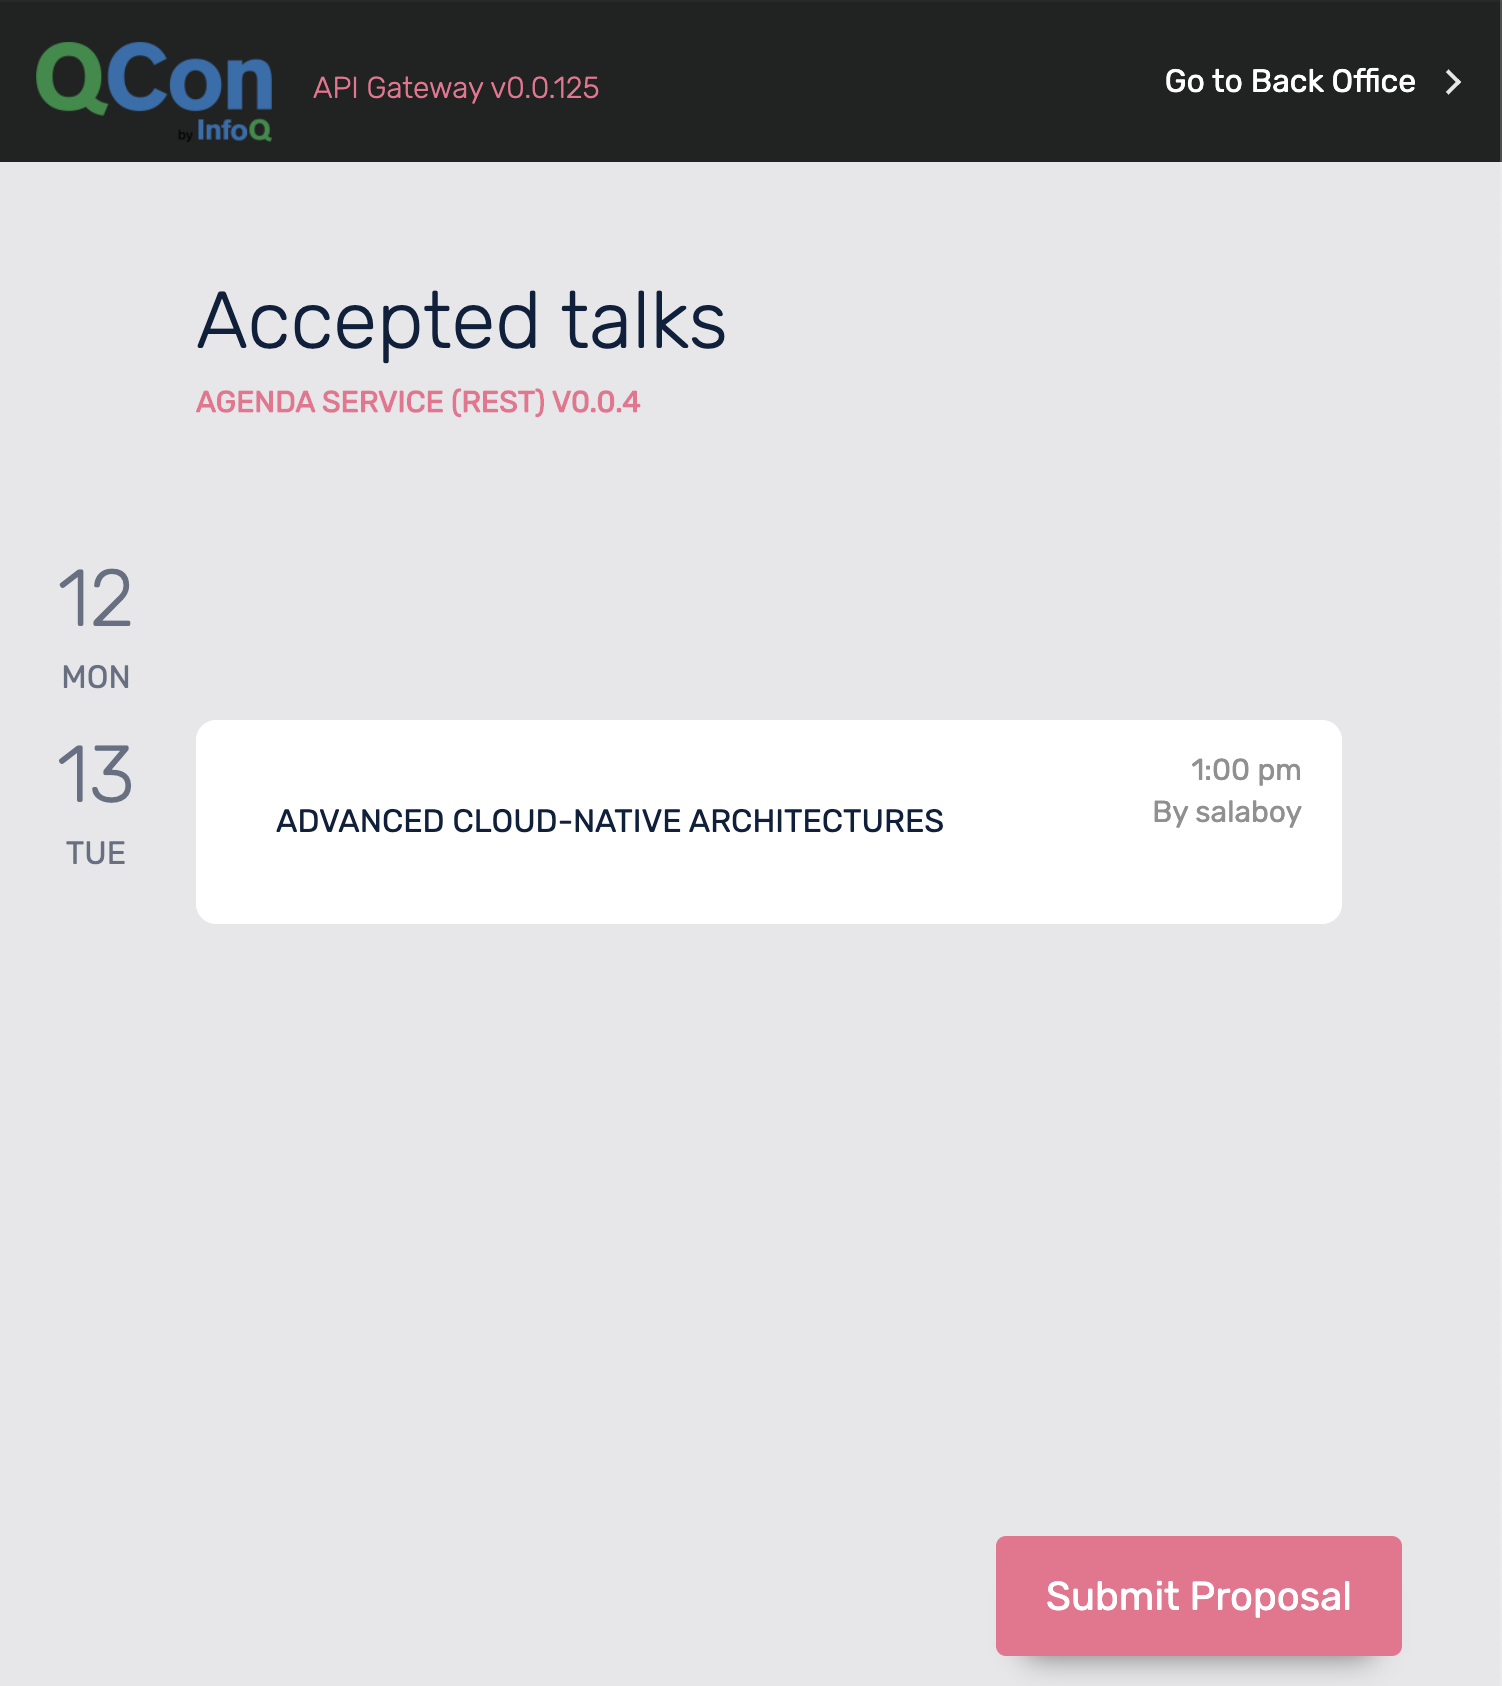 QCon
by InfoQ
API Gateway v0.0.125
Go to Back Office
Accepted talks
AGENDA SERVICE (REST) V0.0.4
12
MON
13
TUE
ADVANCED CLOUD-NATIVE ARCHITECTURES
1:00 pm
By salaboy
Submit Proposal